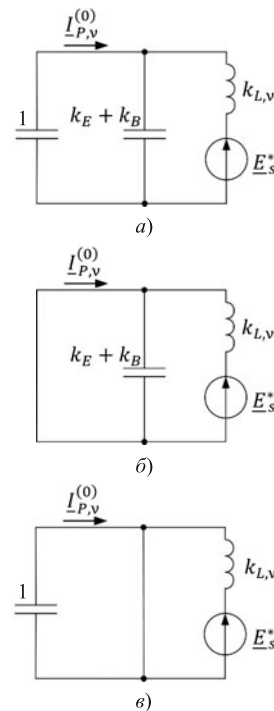 I_{P,ν}^{(0)}
1
k_E + k_B
k_{L,ν}
E_s^*
а)
I_{P,ν}^{(0)}
k_E + k_B
k_{L,ν}
E_s^*
б)
I_{P,ν}^{(0)}
1
k_{L,ν}
E_s^*
в)